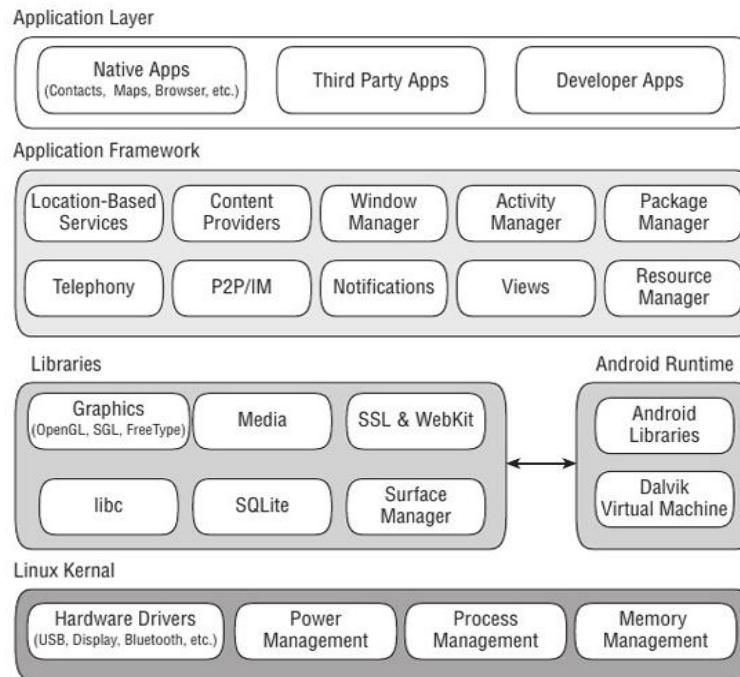 Application Layer
Native Apps
(Contacts, Maps, Browser, etc.)
Third Party Apps
Developer Apps
Application Framework
Location-Based
Services
Content
Providers
Window
Manager
Activity
Manager
Package
Manager
Telephony
P2P/IM
Notifications
Views
Resource
Manager
Libraries
Graphics
(OpenGL, SGL, FreeType)
Media
SSL & WebKit
libc
SQLite
Surface
Manager
Android Runtime
Android
Libraries
Dalvik
Virtual Machine
Linux Kernal
Hardware Drivers
(USB, Display, Bluetooth, etc.)
Power
Management
Process
Management
Memory
Management